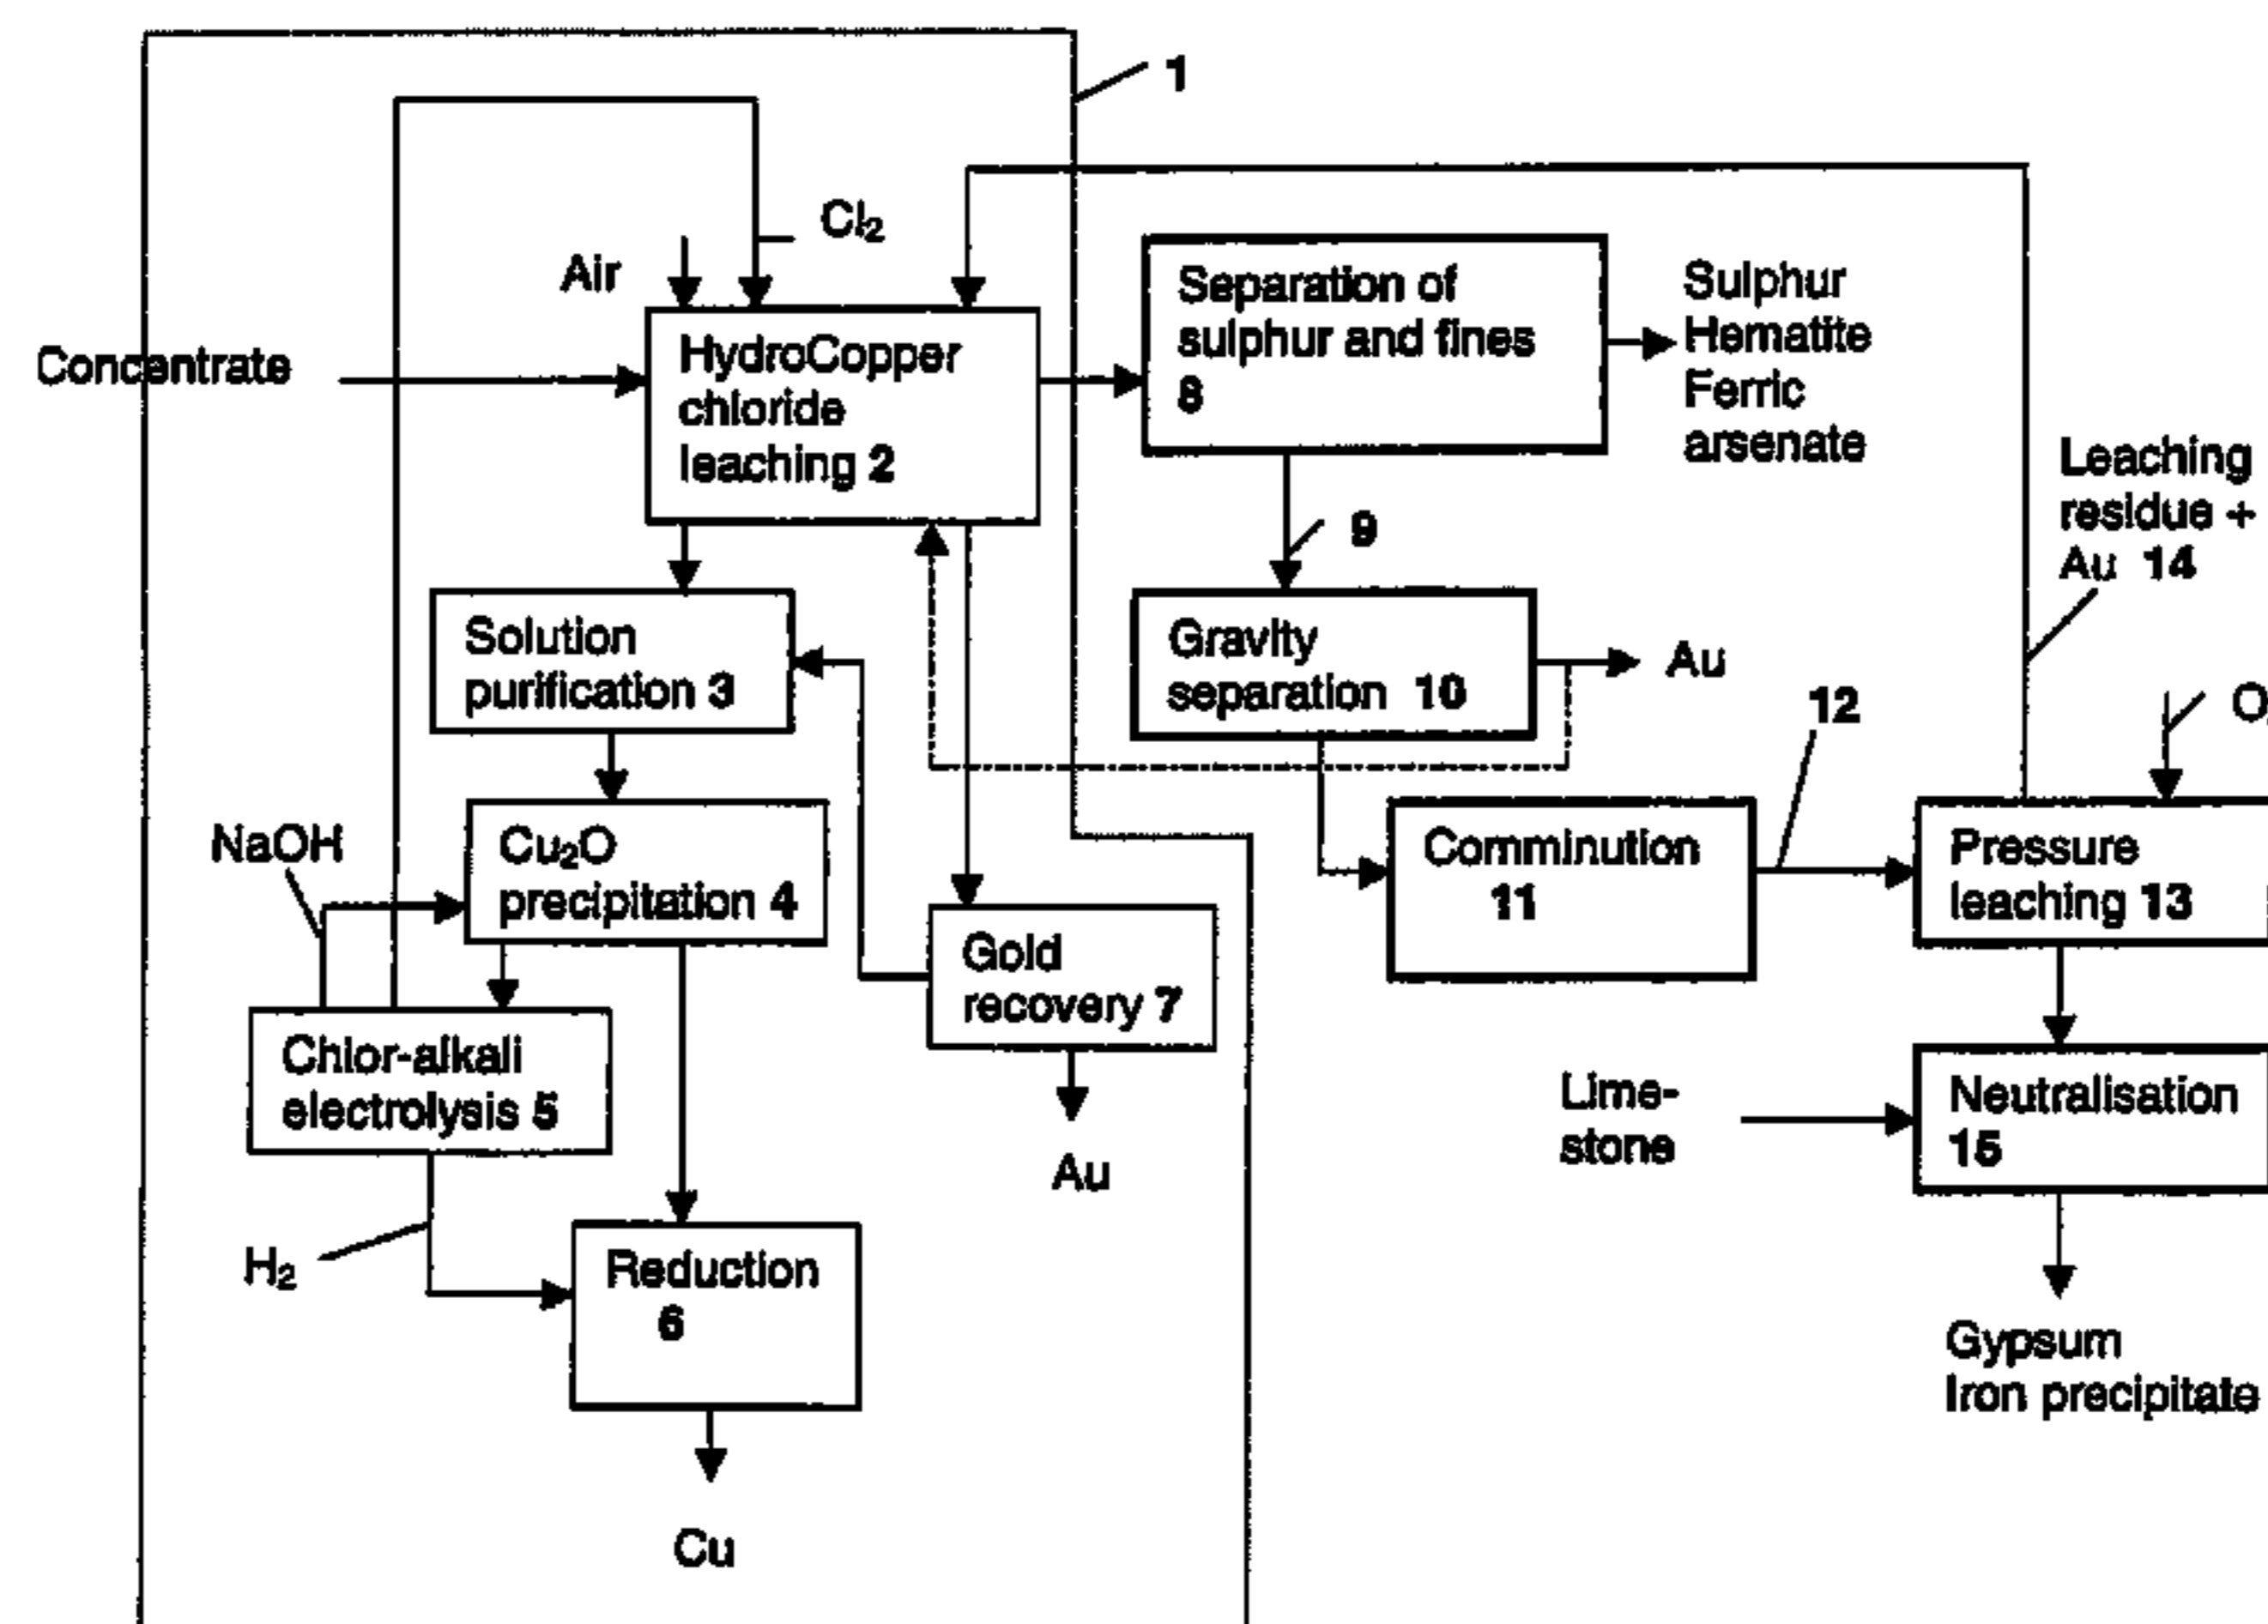 1
Cl₂
Air
Concentrate
HydroCopper
chloride
leaching 2
Separation of
sulphur and fines
8
Sulphur
Hematite
Ferric
arsenate
Leaching
residue +
Au 14
9
Solution
purification 3
Gravity
separation 10
Au
12
O
NaOH
Cu₂O
precipitation 4
Comminution
11
Pressure
leaching 13
Gold
recovery 7
Chlor-alkali
electrolysis 5
Lime-
stone
Neutralisation
15
Au
H₂
Reduction
6
Gypsum
Iron precipitate
Cu